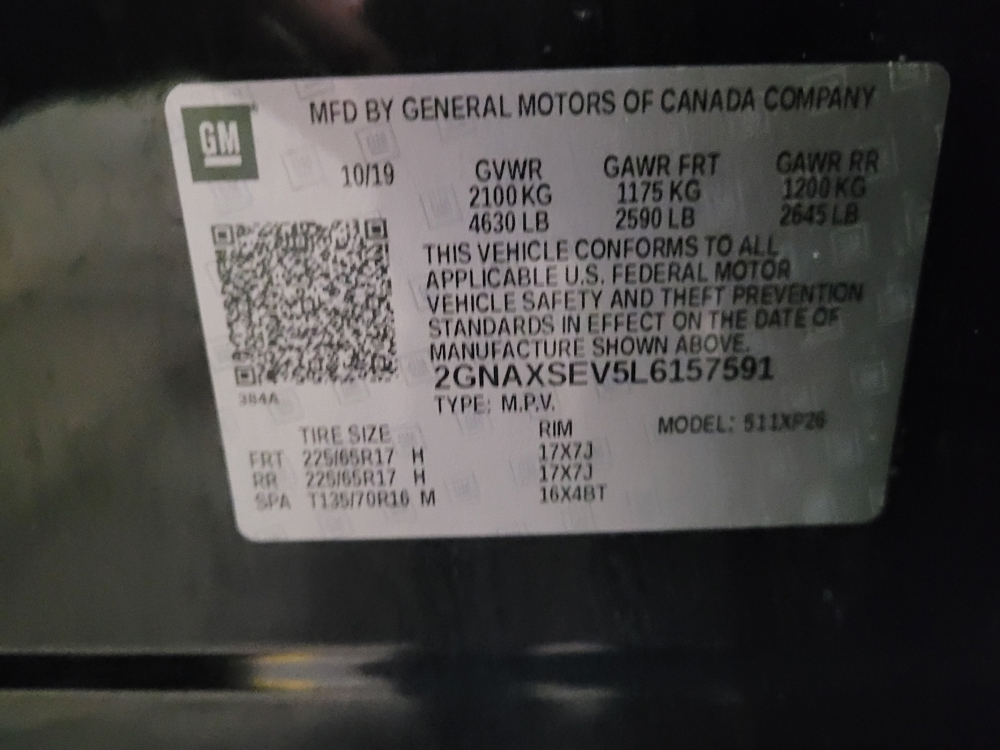 GM
MFD BY GENERAL MOTORS OF CANADA COMPANY
10/19 GVWR GAWR FRT GAWR RR
2100 KG 1175 KG 1200 KG
4630 LB 2590 LB 2645 LB
THIS VEHICLE CONFORMS TO ALL
APPLICABLE U.S. FEDERAL MOTOR
VEHICLE SAFETY AND THEFT PREVENTION
STANDARDS IN EFFECT ON THE DATE OF
MANUFACTURE SHOWN ABOVE.
2GNAXSEV5L6157591
384A
TYPE: M.P.V.
TIRE SIZE RIM MODEL: 511XP26
FRT 225/65R17 H 17X7J
RR 225/65R17 H 17X7J
SPA T135/70R16 M 16X4BT